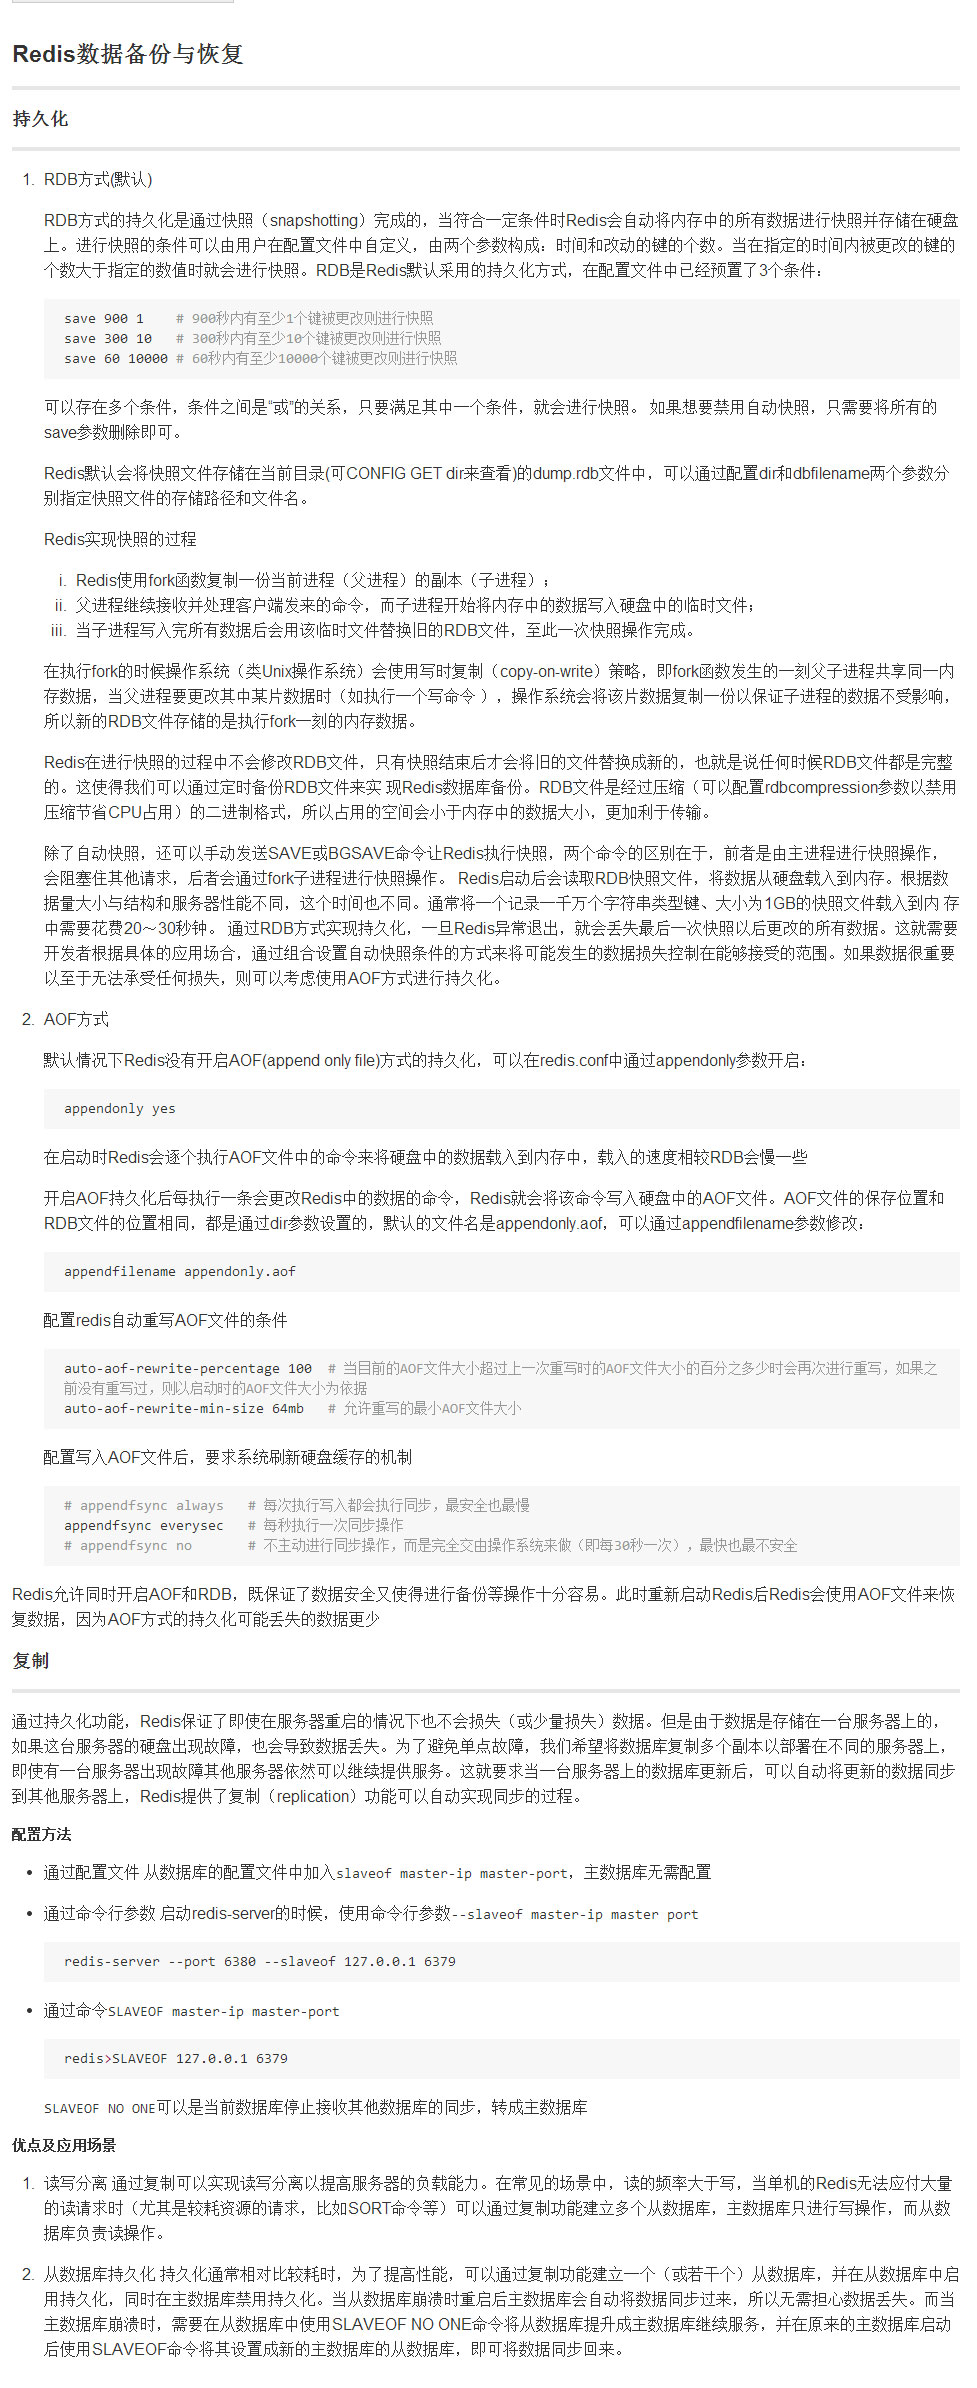 Redis数据备份与恢复
持久化
1. RDB方式(默认)
RDB方式的持久化是通过快照（snapshotting）完成的，当符合一定条件时Redis会自动将内存中的所有数据进行快照并存储在硬盘
上。进行快照的条件可以由用户在配置文件中自定义，由两个参数构成：时间和改动的键的个数。当在指定的时间内被更改的键的
个数大于指定的数值时就会进行快照。RDB是Redis默认采用的持久化方式，在配置文件中已经预置了3个条件：
save 900 1    # 900秒内有至少1个键被更改则进行快照
save 300 10   # 300秒内有至少10个键被更改则进行快照
save 60 10000 # 60秒内有至少10000个键被更改则进行快照
可以存在多个条件，条件之间是“或”的关系，只要满足其中一个条件，就会进行快照。 如果想要禁用自动快照，只需要将所有的
save参数删除即可。
Redis默认会将快照文件存储在当前目录(可CONFIG GET dir来查看)的dump.rdb文件中，可以通过配置dir和dbfilename两个参数分
别指定快照文件的存储路径和文件名。
Redis实现快照的过程
i. Redis使用fork函数复制一份当前进程（父进程）的副本（子进程）；
ii. 父进程继续接收并处理客户端发来的命令，而子进程开始将内存中的数据写入硬盘中的临时文件；
iii. 当子进程写入完所有数据后会用该临时文件替换旧的RDB文件，至此一次快照操作完成。
在执行fork的时候操作系统（类Unix操作系统）会使用写时复制（copy-on-write）策略，即fork函数发生的一刻父子进程共享同一内
存数据，当父进程要更改其中某片数据时（如执行一个写命令 ），操作系统会将该片数据复制一份以保证子进程的数据不受影响，
所以新的RDB文件存储的是执行fork一刻的内存数据。
Redis在进行快照的过程中不会修改RDB文件，只有快照结束后才会将旧的文件替换成新的，也就是说任何时候RDB文件都是完整
的。这使得我们可以通过定时备份RDB文件来实 现Redis数据库备份。RDB文件是经过压缩（可以配置rdbcompression参数以禁用
压缩节省CPU占用）的二进制格式，所以占用的空间会小于内存中的数据大小，更加利于传输。
除了自动快照，还可以手动发送SAVE或BGSAVE命令让Redis执行快照，两个命令的区别在于，前者是由主进程进行快照操作，
会阻塞住其他请求，后者会通过fork子进程进行快照操作。 Redis启动后会读取RDB快照文件，将数据从硬盘载入到内存。根据数
据量大小与结构和服务器性能不同，这个时间也不同。通常将一个记录一千万个字符串类型键、大小为1GB的快照文件载入到内 存
中需要花费20～30秒钟。 通过RDB方式实现持久化，一旦Redis异常退出，就会丢失最后一次快照以后更改的所有数据。这就需要
开发者根据具体的应用场合，通过组合设置自动快照条件的方式来将可能发生的数据损失控制在能够接受的范围。如果数据很重要
以至于无法承受任何损失，则可以考虑使用AOF方式进行持久化。
2. AOF方式
默认情况下Redis没有开启AOF(append only file)方式的持久化，可以在redis.conf中通过appendonly参数开启：
appendonly yes
在启动时Redis会逐个执行AOF文件中的命令来将硬盘中的数据载入到内存中，载入的速度相较RDB会慢一些
开启AOF持久化后每执行一条会更改Redis中的数据的命令，Redis就会将该命令写入硬盘中的AOF文件。AOF文件的保存位置和
RDB文件的位置相同，都是通过dir参数设置的，默认的文件名是appendonly.aof，可以通过appendfilename参数修改：
appendfilename appendonly.aof
配置redis自动重写AOF文件的条件
auto-aof-rewrite-percentage 100  # 当目前的AOF文件大小超过上一次重写时的AOF文件大小的百分之多少时会再次进行重写，如果之
前没有重写过，则以启动时的AOF文件大小为依据
auto-aof-rewrite-min-size 64mb   # 允许重写的最小AOF文件大小
配置写入AOF文件后，要求系统刷新硬盘缓存的机制
# appendfsync always   # 每次执行写入都会执行同步，最安全也最慢
appendfsync everysec   # 每秒执行一次同步操作
# appendfsync no       # 不主动进行同步操作，而是完全交由操作系统来做（即每30秒一次），最快也最不安全
Redis允许同时开启AOF和RDB，既保证了数据安全又使得进行备份等操作十分容易。此时重新启动Redis后Redis会使用AOF文件来恢
复数据，因为AOF方式的持久化可能丢失的数据更少
复制
通过持久化功能，Redis保证了即使在服务器重启的情况下也不会损失（或少量损失）数据。但是由于数据是存储在一台服务器上的，
如果这台服务器的硬盘出现故障，也会导致数据丢失。为了避免单点故障，我们希望将数据库复制多个副本以部署在不同的服务器上，
即使有一台服务器出现故障其他服务器依然可以继续提供服务。这就要求当一台服务器上的数据库更新后，可以自动将更新的数据同步
到其他服务器上，Redis提供了复制（replication）功能可以自动实现同步的过程。
配置方法
• 通过配置文件 从数据库的配置文件中加入slaveof master-ip master-port，主数据库无需配置
• 通过命令行参数 启动redis-server的时候，使用命令行参数--slaveof master-ip master port
redis-server --port 6380 --slaveof 127.0.0.1 6379
• 通过命令SLAVEOF master-ip master-port
redis>SLAVEOF 127.0.0.1 6379
SLAVEOF NO ONE可以是当前数据库停止接收其他数据库的同步，转成主数据库
优点及应用场景
1. 读写分离 通过复制可以实现读写分离以提高服务器的负载能力。在常见的场景中，读的频率大于写，当单机的Redis无法应付大量
的读请求时（尤其是较耗资源的请求，比如SORT命令等）可以通过复制功能建立多个从数据库，主数据库只进行写操作，而从数
据库负责读操作。
2. 从数据库持久化 持久化通常相对比较耗时，为了提高性能，可以通过复制功能建立一个（或若干个）从数据库，并在从数据库中启
用持久化，同时在主数据库禁用持久化。当从数据库崩溃时重启后主数据库会自动将数据同步过来，所以无需担心数据丢失。而当
主数据库崩溃时，需要在从数据库中使用SLAVEOF NO ONE命令将从数据库提升成主数据库继续服务，并在原来的主数据库启动
后使用SLAVEOF命令将其设置成新的主数据库的从数据库，即可将数据同步回来。